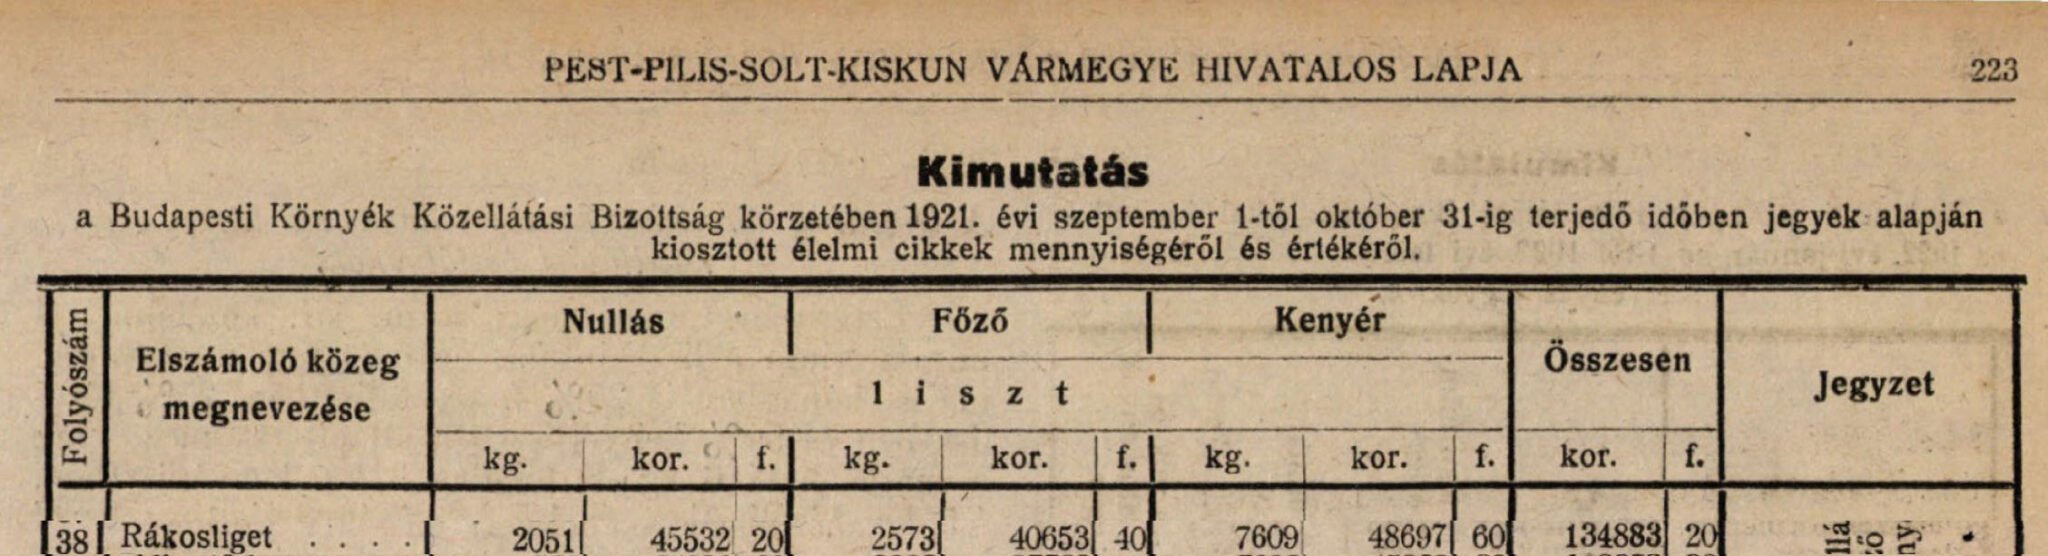 PEST-PILIS-SOLT-KISKUN VÁRMEGYE HIVATALOS LAPJA 223
Kimutatás
a Budapesti Környék Közellátási Bizottság körzetében 1921. évi szeptember 1-től október 31-ig terjedő időben jegyek alapján
kiosztott élelmi cikkek mennyiségéről és értékéről.
Folyószám
Elszámoló közeg
megnevezése
Nullás Főző Kenyér
liszt
Összesen
Jegyzet
kg. kor. f. kg. kor. f. kg. kor. f. kor. f.
38 Rákosliget . . . . 2051 45532 20 2573 40653 40 7609 48697 60 134883 20